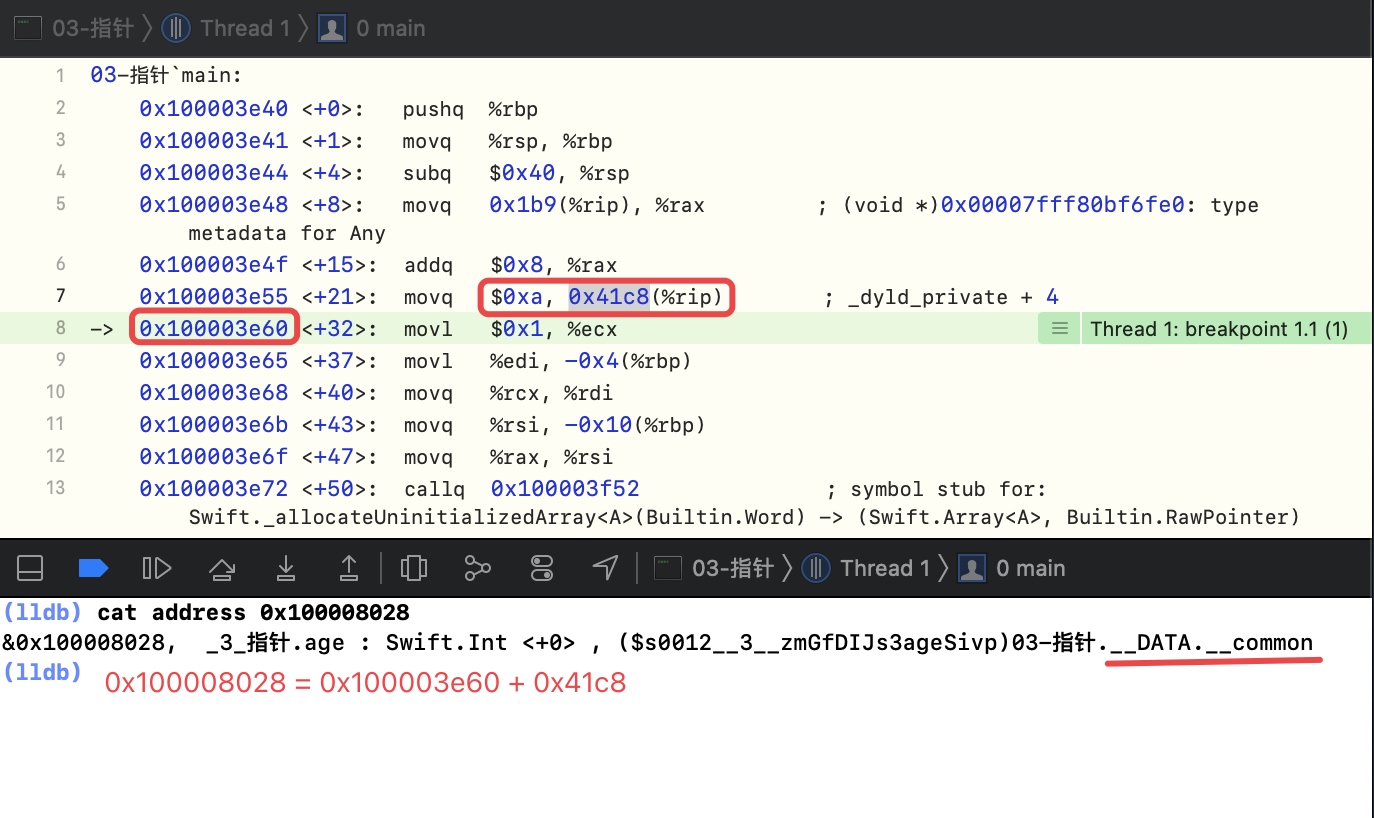 03-指针 〉 Thread 1 〉 0 main
1 03-指针`main:
2 0x100003e40 <+0>: pushq %rbp
3 0x100003e41 <+1>: movq %rsp, %rbp
4 0x100003e44 <+4>: subq $0x40, %rsp
5 0x100003e48 <+8>: movq 0x1b9(%rip), %rax ; (void *)0x00007fff80bf6fe0: type
metadata for Any
6 0x100003e4f <+15>: addq $0x8, %rax
7 0x100003e55 <+21>: movq $0xa, 0x41c8(%rip) ; _dyld_private + 4
8 -> 0x100003e60 <+32>: movl $0x1, %ecx Thread 1: breakpoint 1.1 (1)
9 0x100003e65 <+37>: movl %edi, -0x4(%rbp)
10 0x100003e68 <+40>: movq %rcx, %rdi
11 0x100003e6b <+43>: movq %rsi, -0x10(%rbp)
12 0x100003e6f <+47>: movq %rax, %rsi
13 0x100003e72 <+50>: callq 0x100003f52 ; symbol stub for:
Swift._allocateUninitializedArray<A>(Builtin.Word) -> (Swift.Array<A>, Builtin.RawPointer)
03-指针 〉 Thread 1 〉 0 main
(lldb) cat address 0x100008028
&0x100008028, _3_指针.age : Swift.Int <+0> , ($s0012__3__zmGfDIJs3ageSivp)03-指针.__DATA.__common
(lldb)
0x100008028 = 0x100003e60 + 0x41c8